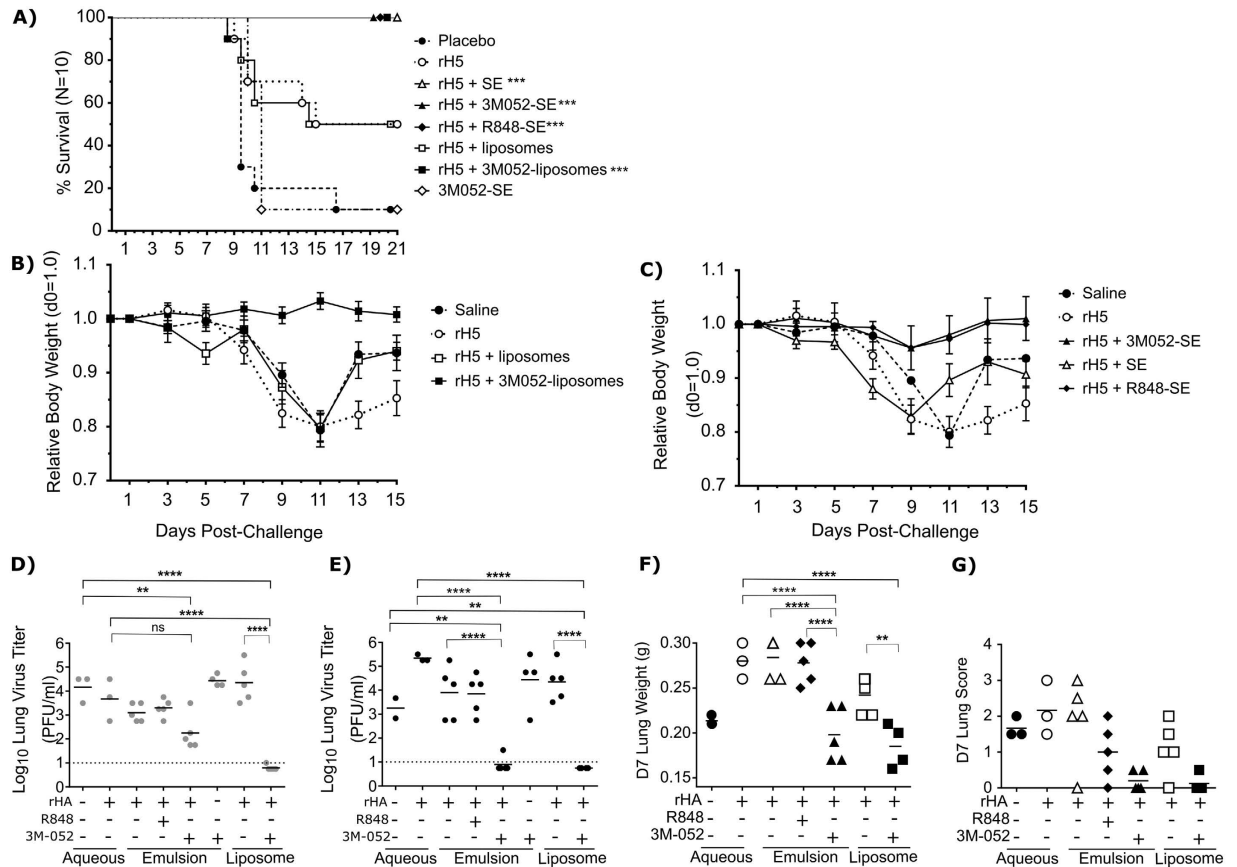 A)
% Survival (N=10)
100
80
60
40
20
0
1 3 5 7 9 11 13 15 17 19 21
Placebo
rH5
rH5 + SE ***
rH5 + 3M052-SE***
rH5 + R848-SE***
rH5 + liposomes
rH5 + 3M052-liposomes ***
3M052-SE
B)
Relative Body Weight (d0=1.0)
1.1
1.0
0.9
0.8
0.7
1 3 5 7 9 11 13 15
Days Post-Challenge
Saline
rH5
rH5 + liposomes
rH5 + 3M052-liposomes
C)
Relative Body Weight
(d0=1.0)
1.1
1.0
0.9
0.8
0.7
1 3 5 7 9 11 13 15
Days Post-Challenge
Saline
rH5
rH5 + 3M052-SE
rH5 + SE
rH5 + R848-SE
D)
****
**
****
ns
****
Log10 Lung Virus Titer
(PFU/ml)
6
5
4
3
2
1
0
rHA - + + + + - + +
R848 - - - + - - - -
3M-052 - - - - + + - +
Aqueous Emulsion Liposome
E)
****
****
**
**
****
****
Log10 Lung Virus Titer
(PFU/ml)
6
5
4
3
2
1
0
rHA - + + + + - + +
R848 - - - + - - - -
3M-052 - - - - + + - +
Aqueous Emulsion Liposome
F)
****
****
****
****
**
D7 Lung Weight (g)
0.30
0.25
0.20
0.15
rHA - + + + + + +
R848 - - - + - - -
3M-052 - - - - + - +
Aqueous Emulsion Liposome
G)
D7 Lung Score
4
3
2
1
0
rHA - + + + + + +
R848 - - - + - - -
3M-052 - - - - + - +
Aqueous Emulsion Liposome